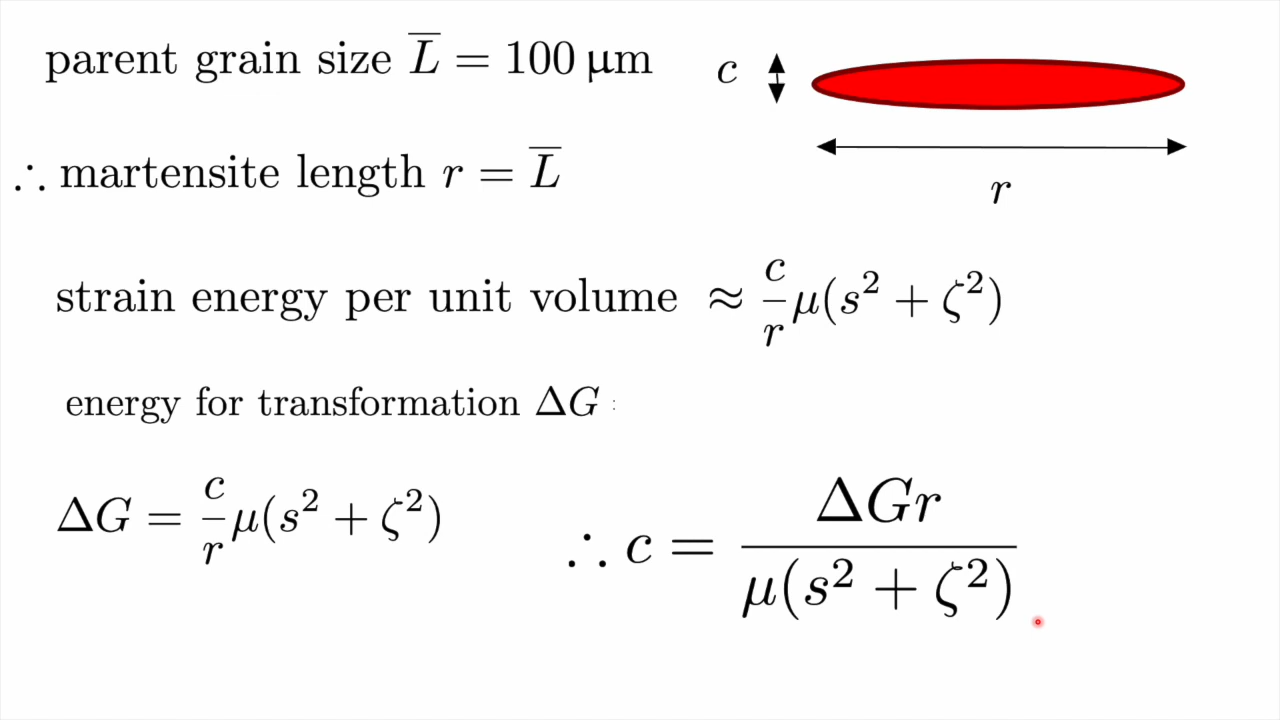 parent grain size L̅ = 100 μm
c
∴ martensite length r = L̅
r
strain energy per unit volume ≈ c/r μ(s² + ζ²)
energy for transformation ΔG :
ΔG = c/r μ(s² + ζ²)
∴ c = ΔGr / μ(s² + ζ²)